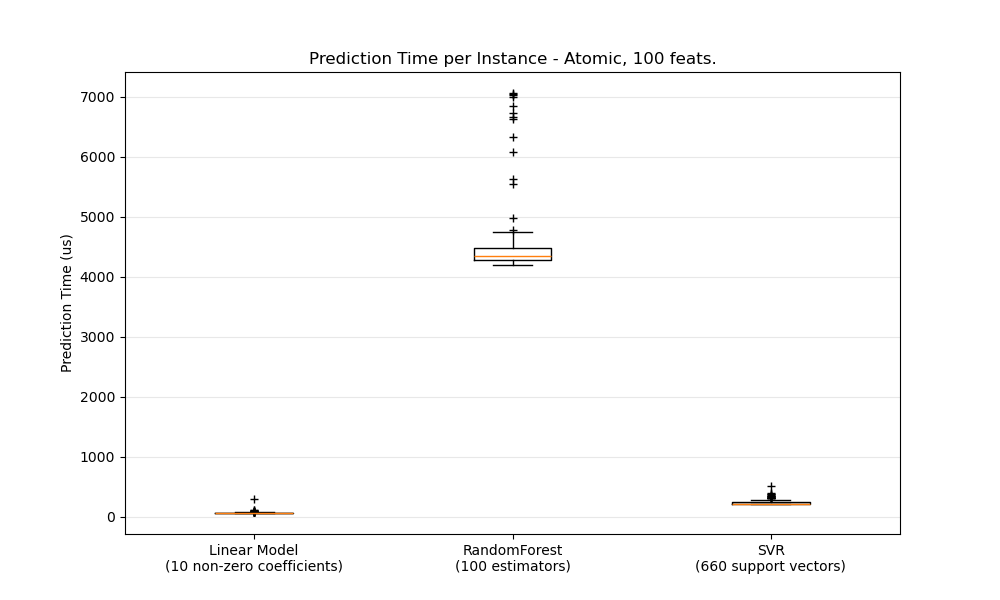 Prediction Time per Instance - Atomic, 100 feats.
Prediction Time (us)
7000
6000
5000
4000
3000
2000
1000
0
Linear Model
(10 non-zero coefficients)
RandomForest
(100 estimators)
SVR
(660 support vectors)